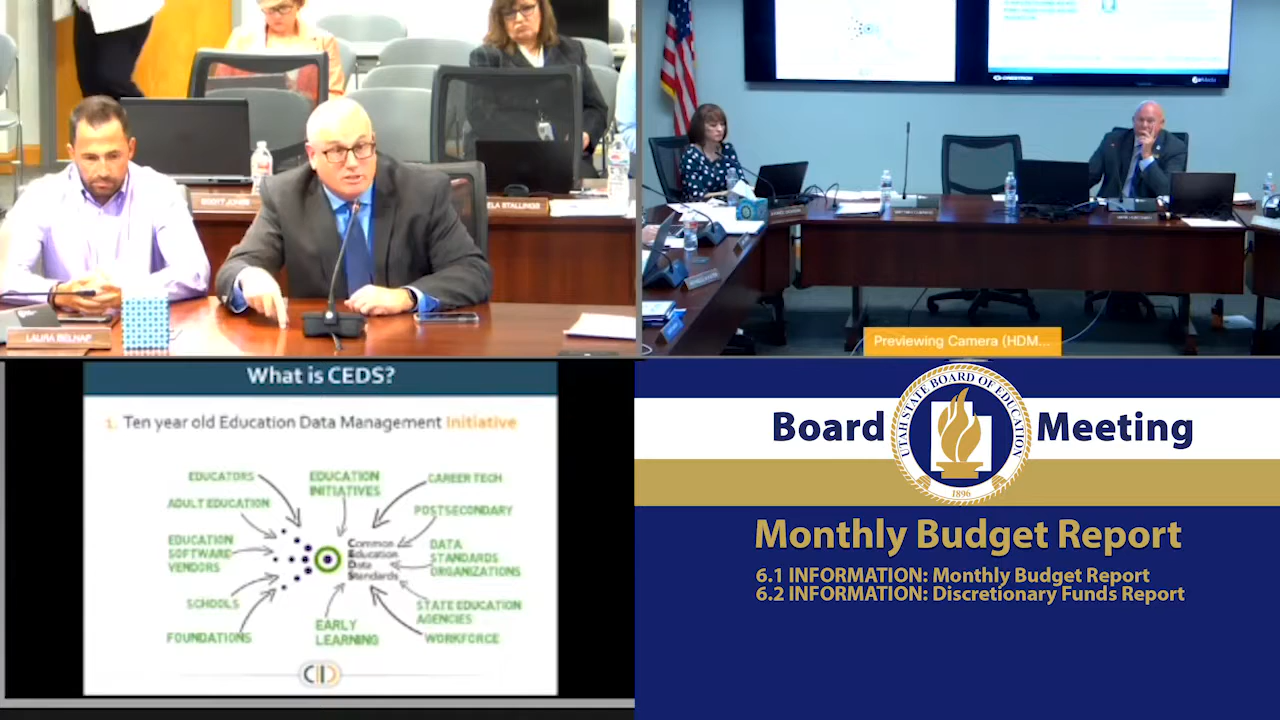 SCOTT JONES
ELA STALLINGS
LAURA BELNAP
Previewing Camera (HDM...
What is CEDS?
1. Ten year old Education Data Management Initiative
EDUCATORS
EDUCATION
INITIATIVES
CAREER TECH
ADULT EDUCATION
POSTSECONDARY
EDUCATION
SOFTWARE
VENDORS
Common
Education
Data
Standards
DATA
STANDARDS
ORGANIZATIONS
SCHOOLS
STATE EDUCATION
AGENCIES
FOUNDATIONS
EARLY
LEARNING
WORKFORCE
Board
UTAH STATE BOARD OF EDUCATION
1896
Meeting
Monthly Budget Report
6.1 INFORMATION: Monthly Budget Report
6.2 INFORMATION: Discretionary Funds Report